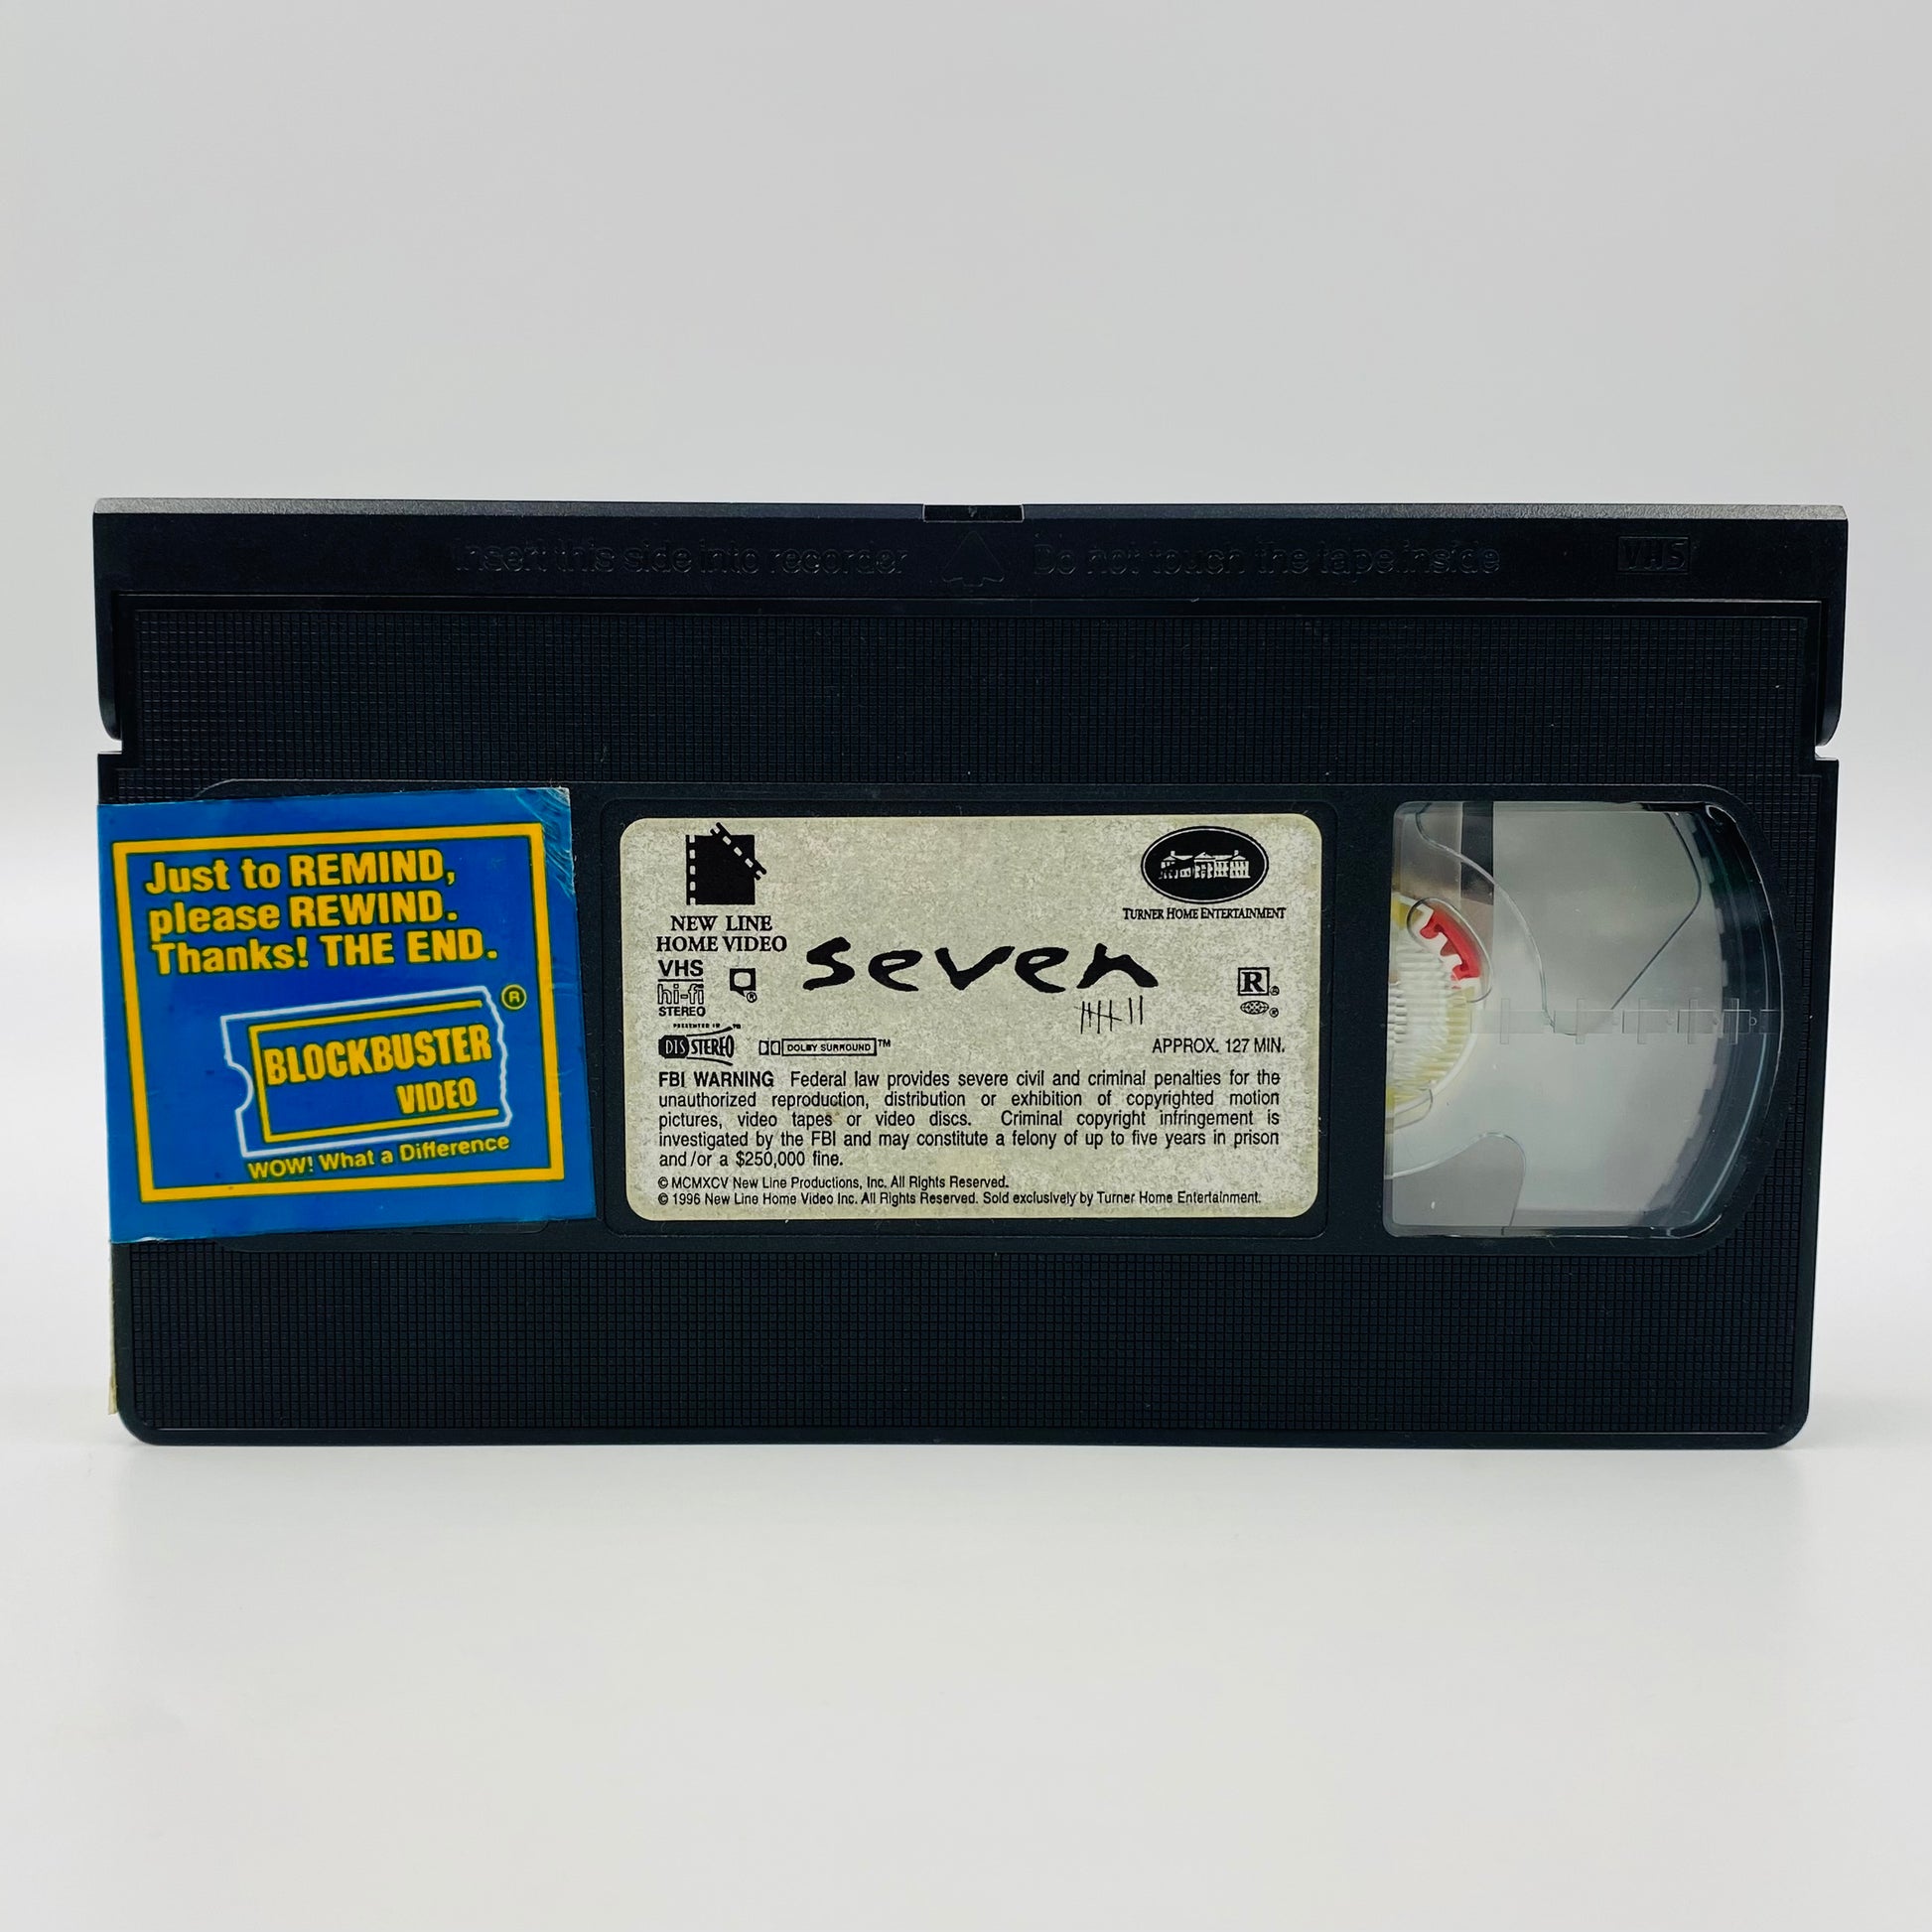 Insert this side into recorder Do not touch the tape inside VHS
Just to REMIND,
please REWIND.
Thanks! THE END.
®
BLOCKBUSTER
VIDEO
WOW! What a Difference
NEW LINE
HOME VIDEO
TURNER HOME ENTERTAINMENT
seven
VHS
hi-fi
STEREO
®
R
PRESENTED IN
DTS STEREO ™
DOLBY SURROUND ™
APPROX. 127 MIN.
FBI WARNING Federal law provides severe civil and criminal penalties for the
unauthorized reproduction, distribution or exhibition of copyrighted motion
pictures, video tapes or video discs. Criminal copyright infringement is
investigated by the FBI and may constitute a felony of up to five years in prison
and/or a $250,000 fine.
© MCMXCV New Line Productions, Inc. All Rights Reserved.
© 1996 New Line Home Video Inc. All Rights Reserved. Sold exclusively by Turner Home Entertainment.